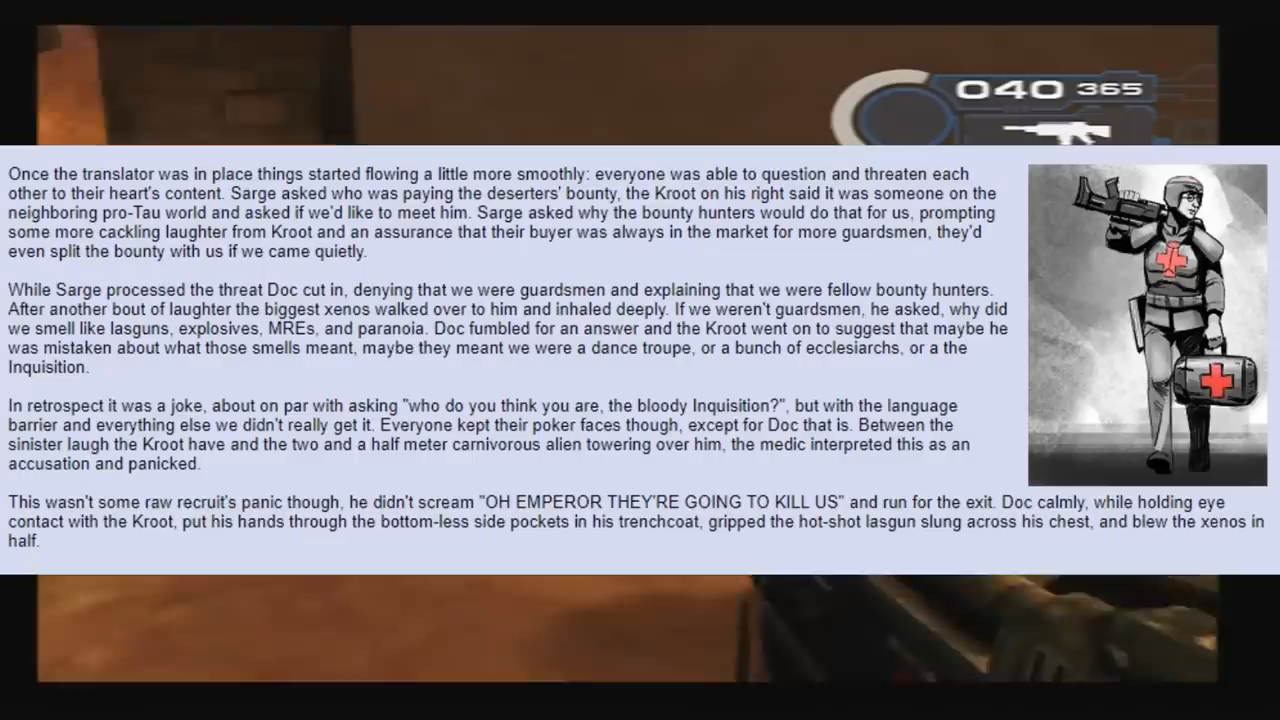 040 365
Once the translator was in place things started flowing a little more smoothly: everyone was able to question and threaten each
other to their heart's content. Sarge asked who was paying the deserters' bounty, the Kroot on his right said it was someone on the
neighboring pro-Tau world and asked if we'd like to meet him. Sarge asked why the bounty hunters would do that for us, prompting
some more cackling laughter from Kroot and an assurance that their buyer was always in the market for more guardsmen, they'd
even split the bounty with us if we came quietly.
While Sarge processed the threat Doc cut in, denying that we were guardsmen and explaining that we were fellow bounty hunters.
After another bout of laughter the biggest xenos walked over to him and inhaled deeply. If we weren't guardsmen, he asked, why did
we smell like lasguns, explosives, MREs, and paranoia. Doc fumbled for an answer and the Kroot went on to suggest that maybe he
was mistaken about what those smells meant, maybe they meant we were a dance troupe, or a bunch of ecclesiarchs, or a the
Inquisition.
In retrospect it was a joke, about on par with asking "who do you think you are, the bloody Inquisition?", but with the language
barrier and everything else we didn't really get it. Everyone kept their poker faces though, except for Doc that is. Between the
sinister laugh the Kroot have and the two and a half meter carnivorous alien towering over him, the medic interpreted this as an
accusation and panicked.
This wasn't some raw recruit's panic though, he didn't scream "OH EMPEROR THEY'RE GOING TO KILL US" and run for the exit. Doc calmly, while holding eye
contact with the Kroot, put his hands through the bottom-less side pockets in his trenchcoat, gripped the hot-shot lasgun slung across his chest, and blew the xenos in
half.